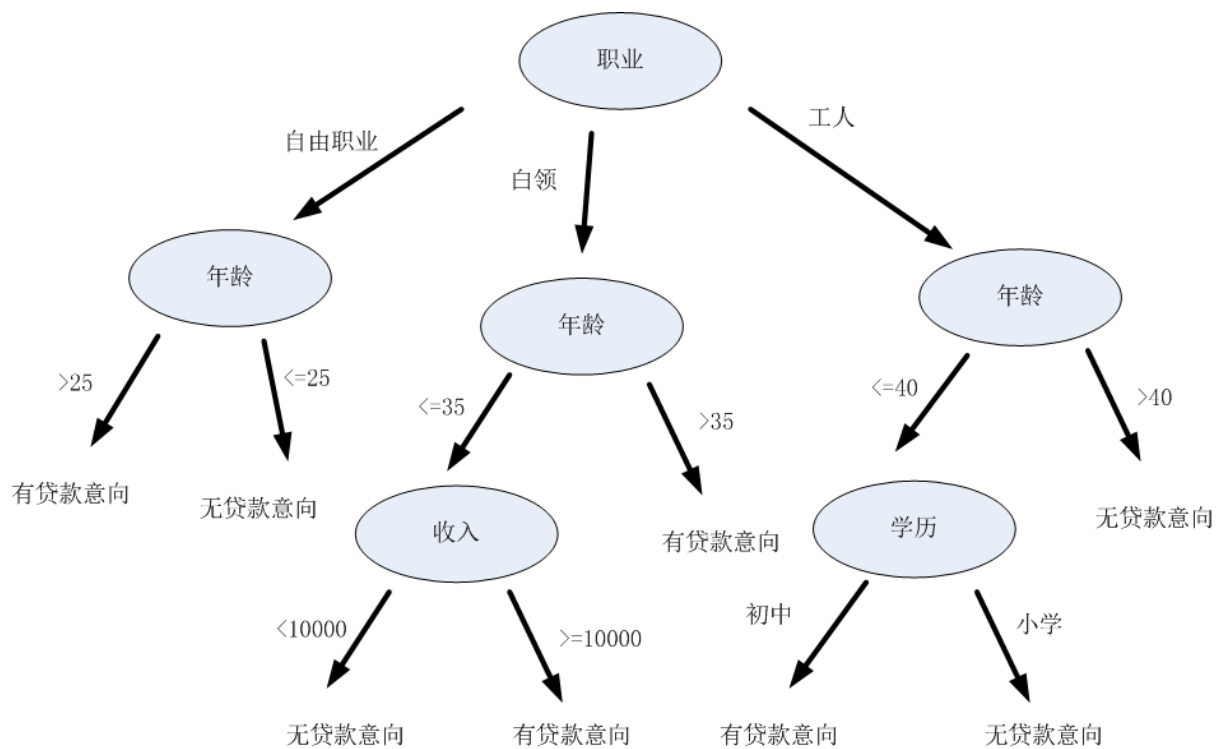 职业
工人
自由职业
白领
年龄
年龄
年龄
>25
<=25
<=35
>35
<=40
>40
有贷款意向
无贷款意向
收入
有贷款意向
学历
无贷款意向
<10000
>=10000
初中
小学
无贷款意向
有贷款意向
有贷款意向
无贷款意向